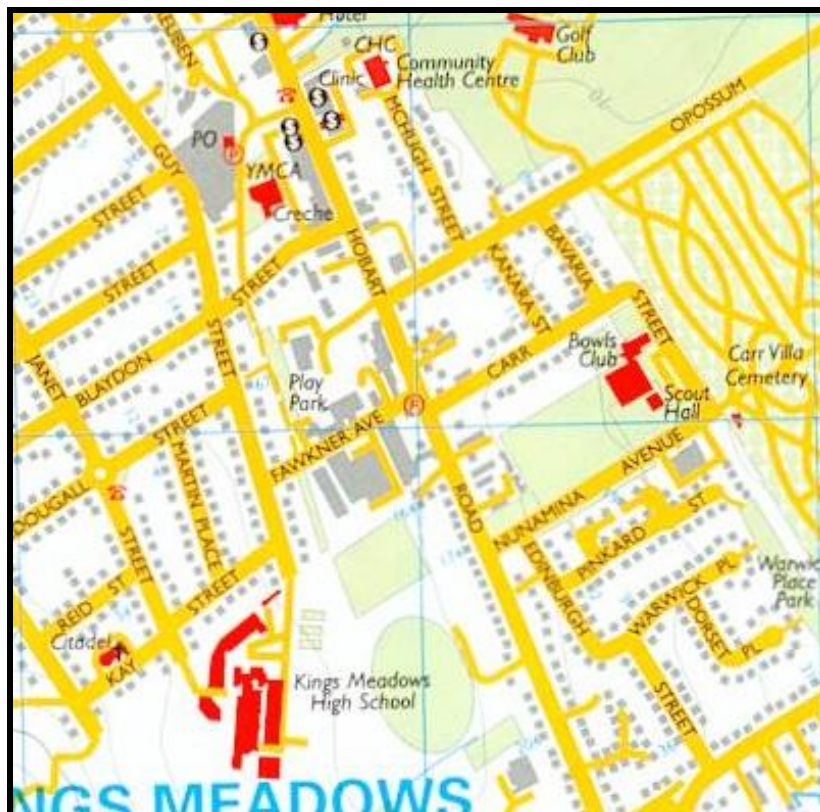 CHC
Golf
Club
Community
Health Centre
Clinic
OPOSSUM
MCHUGH STREET
PO
GUY
YMCA
Creche
STREET
STREET
HOBART
KANARA ST
BAVARIA
STREET
STREET
BLAYDON
STREET
JANET
CARR
Bowls
Club
Carr Villa
Cemetery
Play
Park
Scout
Hall
FAWKNER AVE
STREET
DOUGALL
MARTIN PLACE
ROAD
NUNAMINA AVENUE
PINKARD ST
EDINBURGH
STREET
WARWICK PL
DORSET PL
Place
Park
REID ST
STREET
STREET
KAY
Citadel
Kings Meadows
High School
STREET
NGS MEADOWS